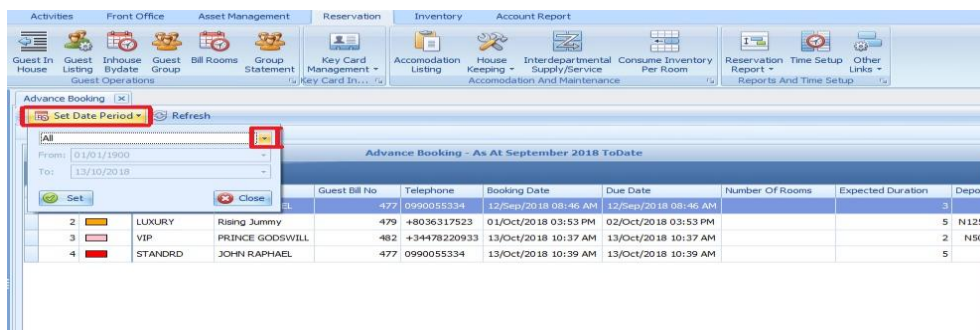 Activities Front Office Asset Management Reservation Inventory Account Report
Guest In House Guest Listing Inhouse Bydate Guest Group Bill Rooms Group Statement Key Card Management Accomodation Listing House Keeping Interdepartmental Supply/Service Consume Inventory Per Room Reservation Report Time Setup Other Links
Guest Operations Key Card In... Accomodation And Maintenance Reports And Time Setup
Advance Booking
Set Date Period Refresh
All
From: 01/01/1900
Advance Booking - As At September 2018 ToDate
To: 13/10/2018
Set Close
Guest Bill No Telephone Booking Date Due Date Number Of Rooms Expected Duration Depo
EL 477 0990055334 12/Sep/2018 08:46 AM 12/Sep/2018 08:46 AM 3
2 LUXURY Rising Jummy 479 +8036317523 01/Oct/2018 03:53 PM 02/Oct/2018 03:53 PM 5 N125
3 VIP PRINCE GODSWILL 482 +34478220933 13/Oct/2018 10:37 AM 13/Oct/2018 10:37 AM 2 N50
4 STANDRD JOHN RAPHAEL 477 0990055334 13/Oct/2018 10:39 AM 13/Oct/2018 10:39 AM 5